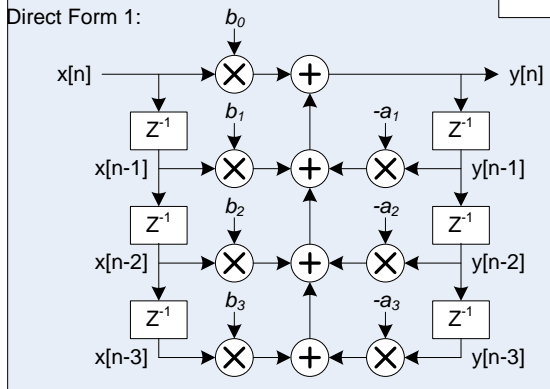 Direct Form 1:
b₀
x[n] y[n]
b₁ -a₁
Z⁻¹ Z⁻¹
x[n-1] y[n-1]
b₂ -a₂
Z⁻¹ Z⁻¹
x[n-2] y[n-2]
b₃ -a₃
Z⁻¹ Z⁻¹
x[n-3] y[n-3]